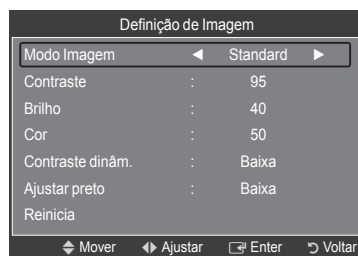 Definição de Imagem
Modo Imagem ◄ Standard ►
Contraste : 95
Brilho : 40
Cor : 50
Contraste dinâm. : Baixa
Ajustar preto : Baixa
Reinicia
Mover Ajustar Enter Voltar